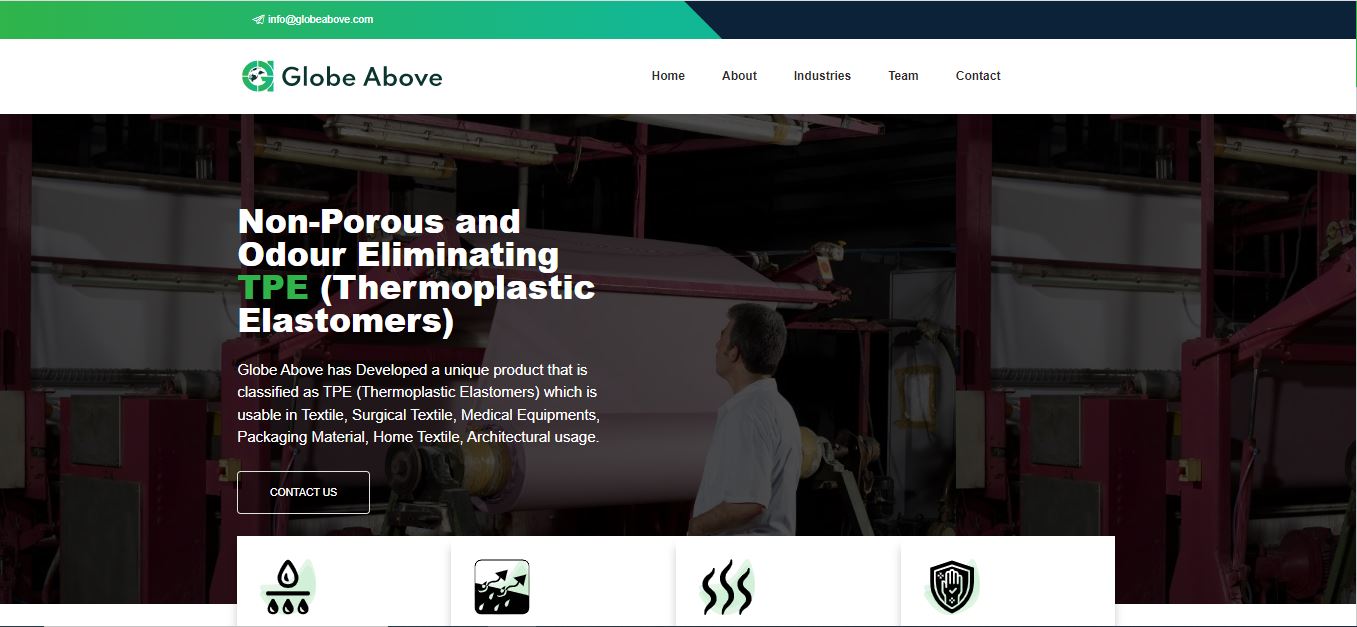 info@globeabove.com
Globe Above
Home About Industries Team Contact
Non-Porous and
Odour Eliminating
TPE (Thermoplastic
Elastomers)
Globe Above has Developed a unique product that is
classified as TPE (Thermoplastic Elastomers) which is
usable in Textile, Surgical Textile, Medical Equipments,
Packaging Material, Home Textile, Architectural usage.
CONTACT US